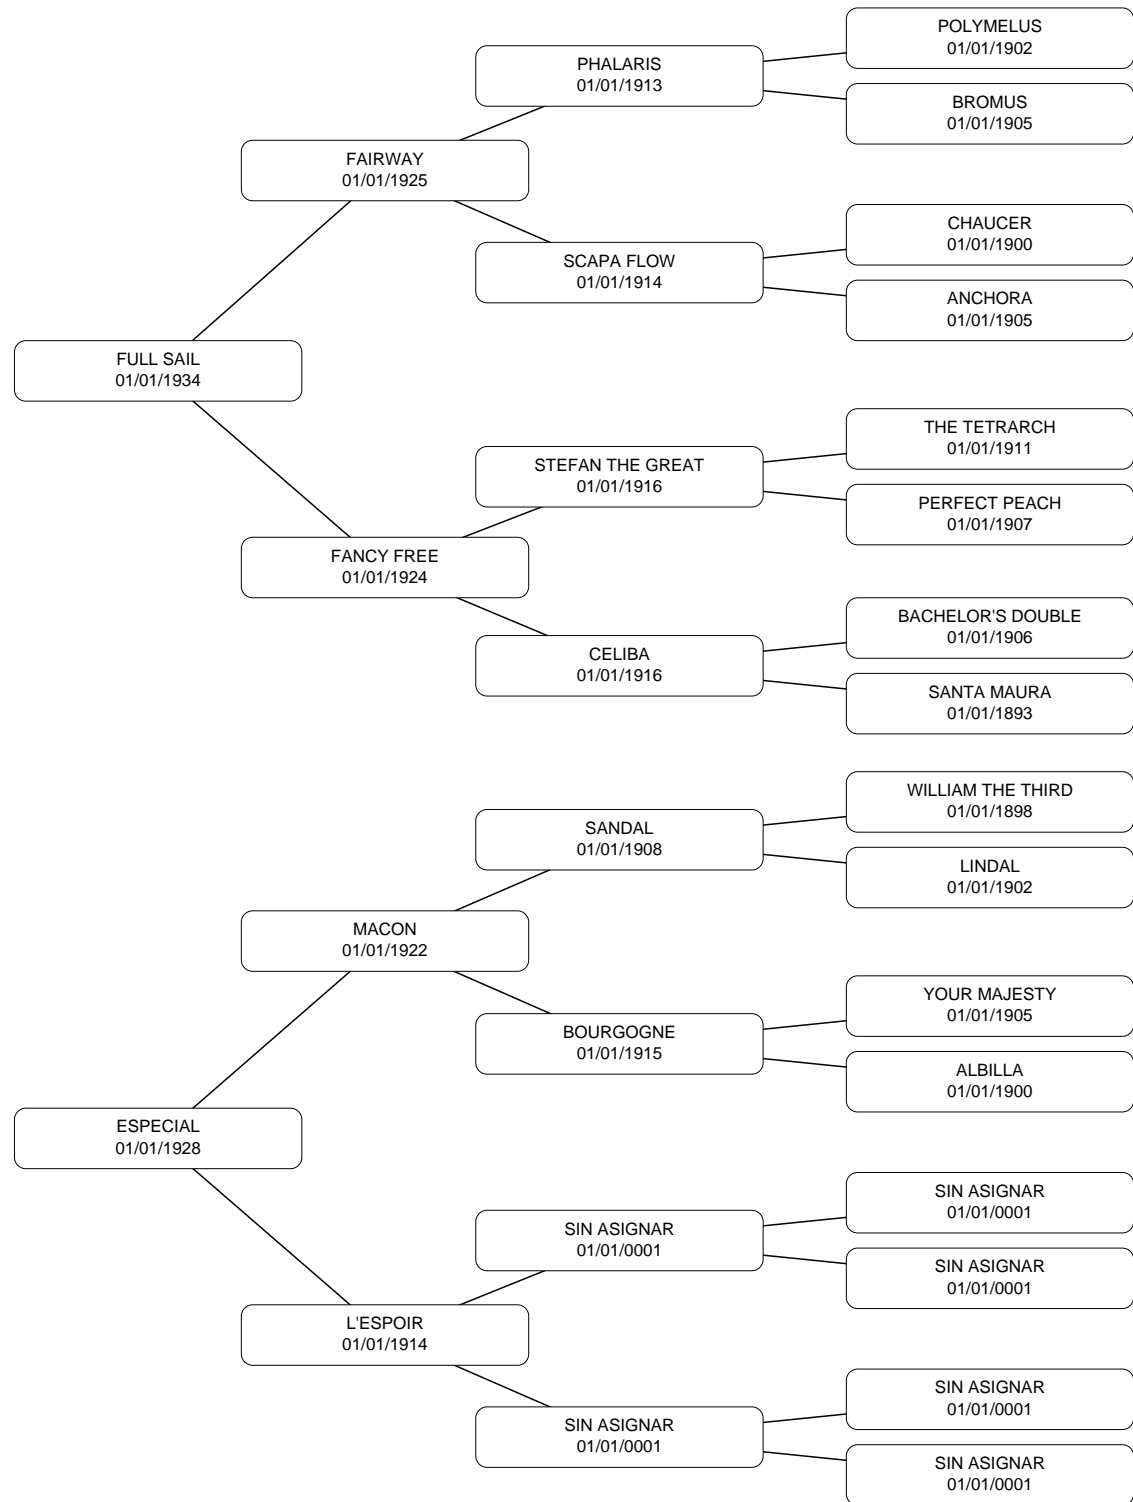 POLYMELUS
01/01/1902
PHALARIS
01/01/1913
BROMUS
01/01/1905
FAIRWAY
01/01/1925
CHAUCER
01/01/1900
SCAPA FLOW
01/01/1914
ANCHORA
01/01/1905
FULL SAIL
01/01/1934
THE TETRARCH
01/01/1911
STEFAN THE GREAT
01/01/1916
PERFECT PEACH
01/01/1907
FANCY FREE
01/01/1924
BACHELOR'S DOUBLE
01/01/1906
CELIBA
01/01/1916
SANTA MAURA
01/01/1893
WILLIAM THE THIRD
01/01/1898
SANDAL
01/01/1908
LINDAL
01/01/1902
MACON
01/01/1922
YOUR MAJESTY
01/01/1905
BOURGOGNE
01/01/1915
ALBILLA
01/01/1900
ESPECIAL
01/01/1928
SIN ASIGNAR
01/01/0001
SIN ASIGNAR
01/01/0001
SIN ASIGNAR
01/01/0001
L'ESPOIR
01/01/1914
SIN ASIGNAR
01/01/0001
SIN ASIGNAR
01/01/0001
SIN ASIGNAR
01/01/0001